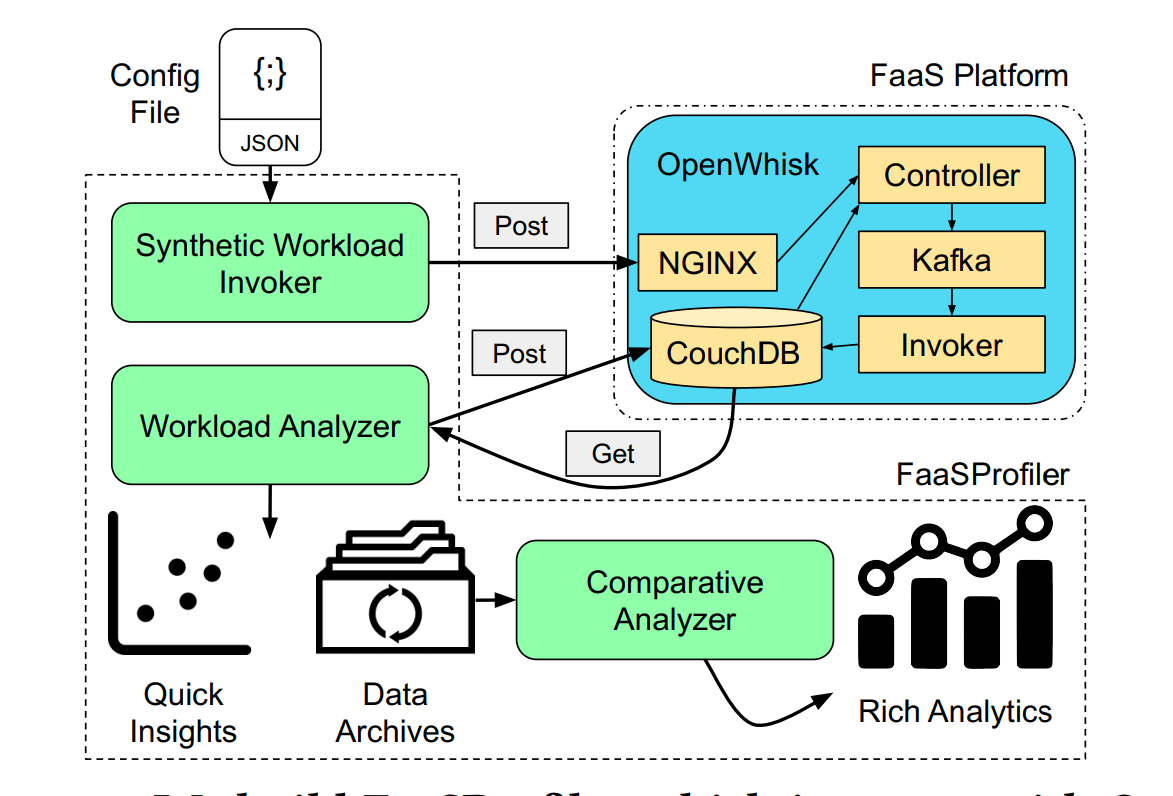 Config
File
{;}
JSON
FaaS Platform
OpenWhisk
Controller
Synthetic Workload
Invoker
Post
NGINX
Kafka
Post
CouchDB
Invoker
Workload Analyzer
Get
FaaSProfiler
Comparative
Analyzer
Quick
Insights
Data
Archives
Rich Analytics